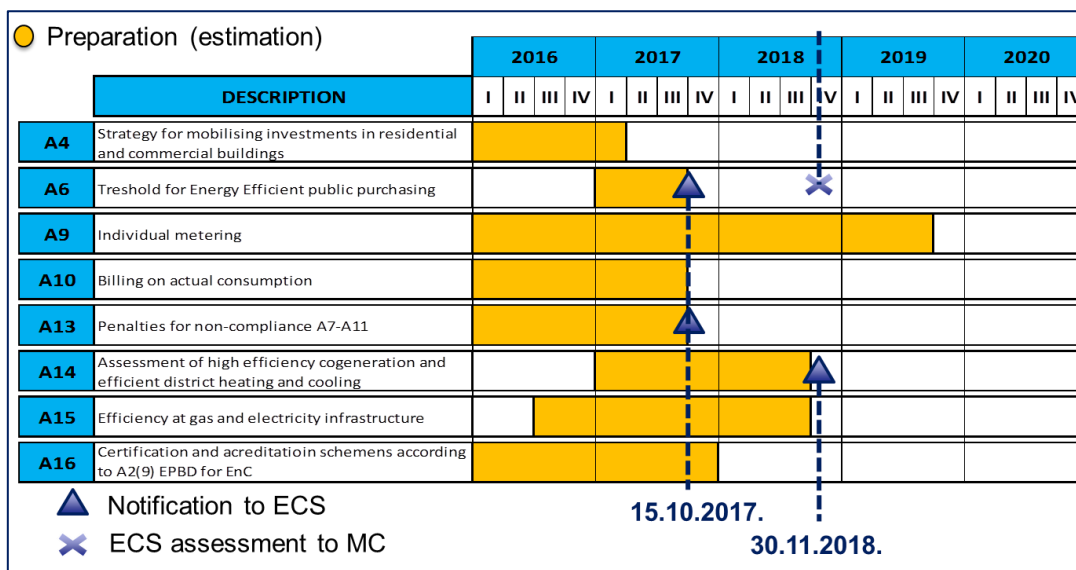 Preparation (estimation)
2016 2017 2018 2019 2020
DESCRIPTION I II III IV I II III IV I II III IV I II III IV I II III IV
A4 Strategy for mobilising investments in residential
and commercial buildings
A6 Treshold for Energy Efficient public purchasing
A9 Individual metering
A10 Billing on actual consumption
A13 Penalties for non-compliance A7-A11
A14 Assessment of high efficiency cogeneration and
efficient district heating and cooling
A15 Efficiency at gas and electricity infrastructure
A16 Certification and acreditatioin schemens according
to A2(9) EPBD for EnC
Notification to ECS
15.10.2017.
ECS assessment to MC
30.11.2018.